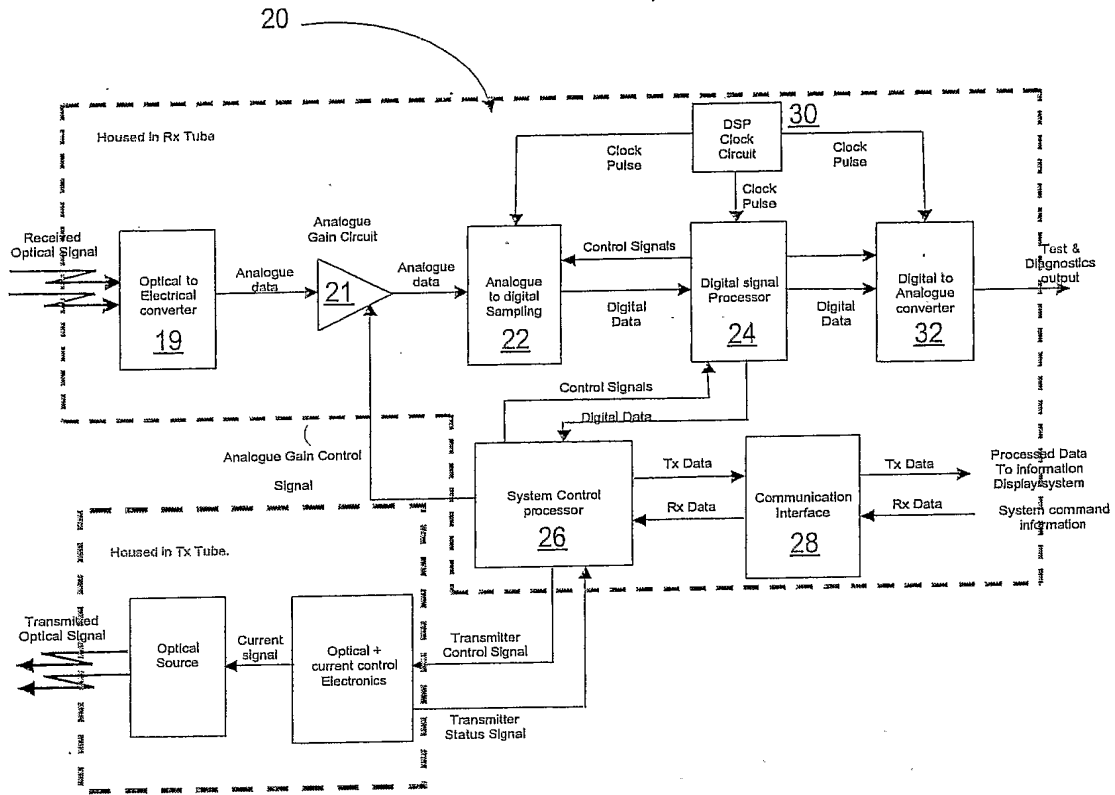 20
Housed in Rx Tube
DSP
Clock
Circuit
30
Clock
Pulse
Clock
Pulse
Clock
Pulse
Received
Optical Signal
Optical to
Electrical
converter
19
Analogue
data
Analogue
Gain Circuit
21
Analogue
data
Analogue
to digital
Sampling
22
Control Signals
Digital
Data
Digital signal
Processor
24
Digital
Data
Digital to
Analogue
converter
32
Test &
Diagnostics
output
Control Signals
Digital Data
Analogue Gain Control
Signal
System Control
processor
26
Tx Data
Rx Data
Communication
Interface
28
Tx Data
Rx Data
Processed Data
To information
Display system
System command
information
Housed in Tx Tube.
Transmitted
Optical Signal
Optical
Source
Current
signal
Optical +
current control
Electronics
Transmitter
Control Signal
Transmitter
Status Signal